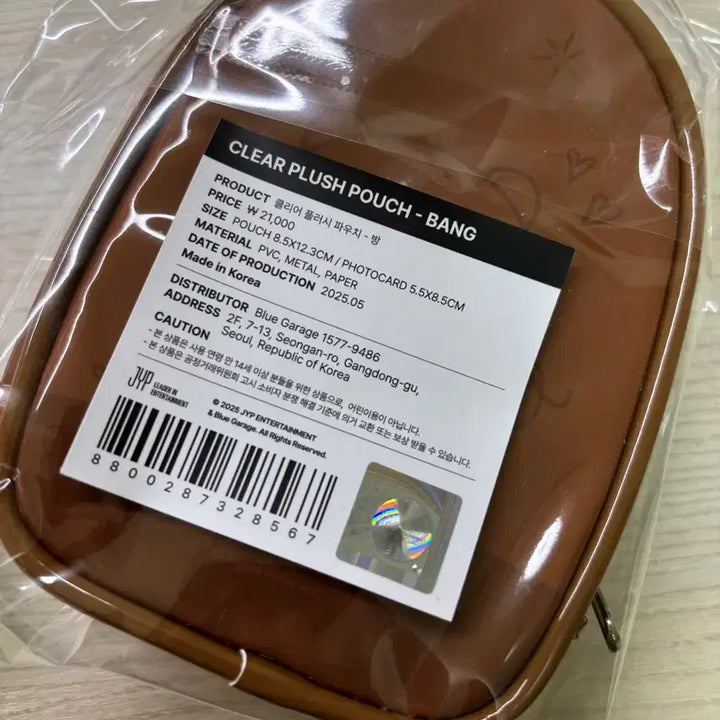 CLEAR PLUSH POUCH - BANG
PRODUCT 클리어 플러시 파우치 - 방
PRICE ₩ 21,000
SIZE POUCH 8.5X12.3CM / PHOTOCARD 5.5X8.5CM
MATERIAL PVC, METAL, PAPER
DATE OF PRODUCTION 2025.05
Made in Korea
DISTRIBUTOR Blue Garage 1577-9486
ADDRESS 2F, 7-13, Seongan-ro, Gangdong-gu,
Seoul, Republic of Korea
CAUTION
- 본 상품은 사용 연령 만 14세 이상 분들을 위한 상품으로, 어린이용이 아닙니다.
- 본 상품은 공정거래위원회 고시 소비자 분쟁 해결 기준에 의거 교환 또는 보상 받을 수 있습니다.
JYP LEADER IN
ENTERTAINMENT
© 2025 JYP ENTERTAINMENT
& Blue Garage. All Rights Reserved.
8800287328567